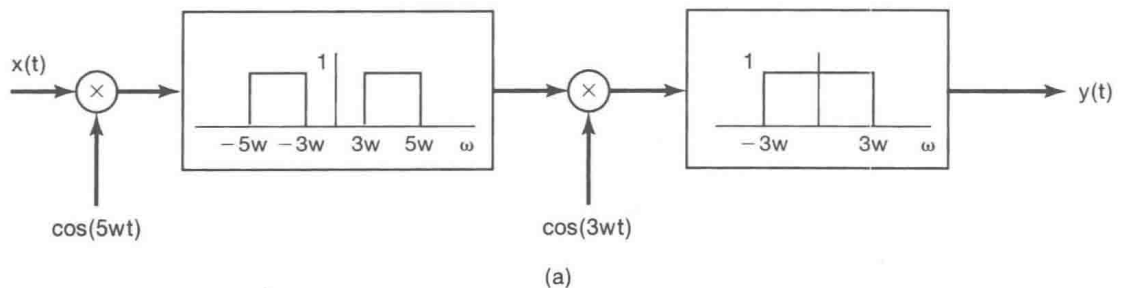 x(t)
×
cos(5wt)
1
−5w −3w 3w 5w ω
×
cos(3wt)
1
−3w 3w ω
y(t)
(a)